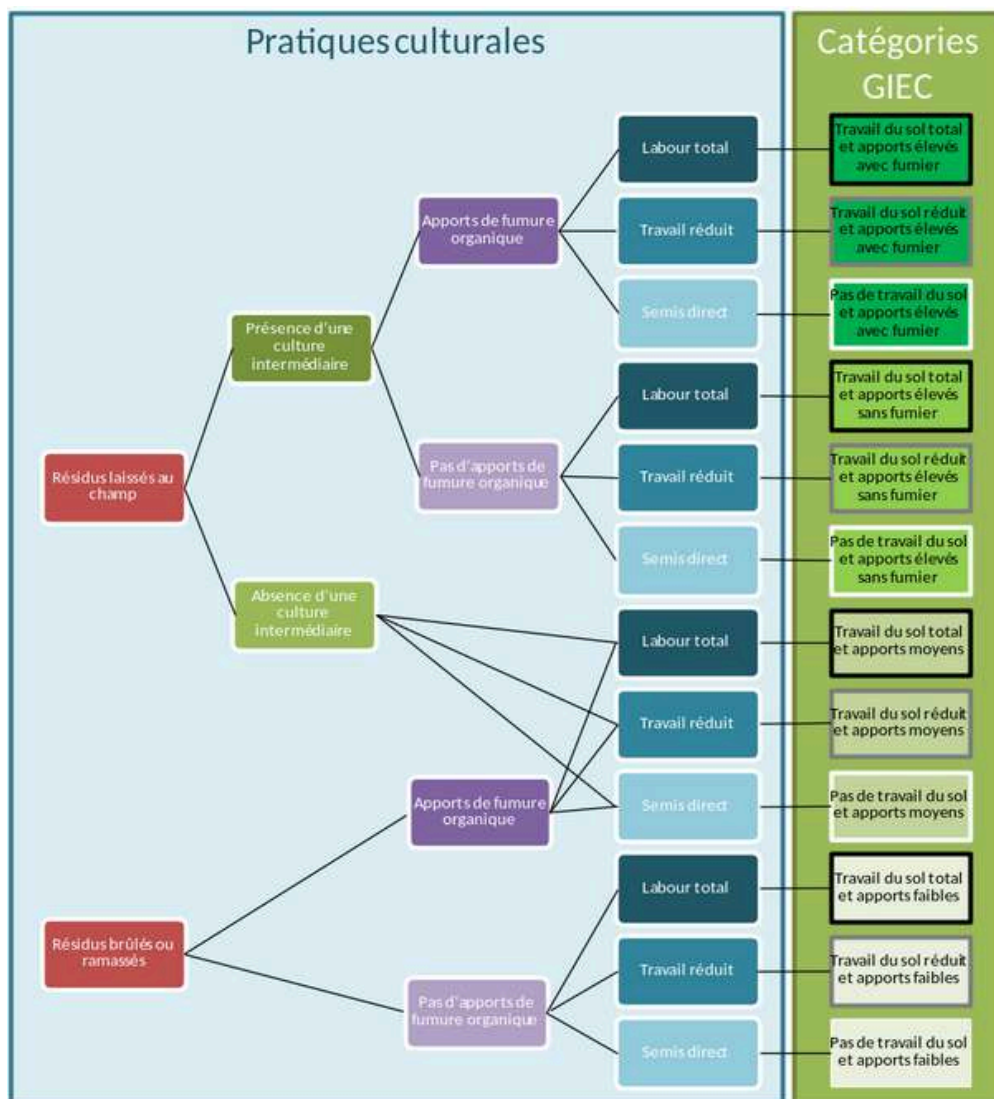 Pratiques culturales
Catégories
GIEC
Labour total
Travail du sol total
et apports élevés
avec fumier
Apports de fumure
organique
Travail réduit
Travail du sol réduit
et apports élevés
avec fumier
Semis direct
Pas de travail du sol
et apports élevés
avec fumier
Présence d'une
culture
intermédiaire
Labour total
Travail du sol total
et apports élevés
sans fumier
Résidus laissés au
champ
Pas d'apports de
fumure organique
Travail réduit
Travail du sol réduit
et apports élevés
sans fumier
Semis direct
Pas de travail du sol
et apports élevés
sans fumier
Absence d'une
culture
intermédiaire
Labour total
Travail du sol total
et apports moyens
Travail réduit
Travail du sol réduit
et apports moyens
Apports de fumure
organique
Semis direct
Pas de travail du sol
et apports moyens
Labour total
Travail du sol total
et apports faibles
Résidus brûlés ou
ramassés
Travail réduit
Travail du sol réduit
et apports faibles
Pas d'apports de
fumure organique
Semis direct
Pas de travail du sol
et apports faibles